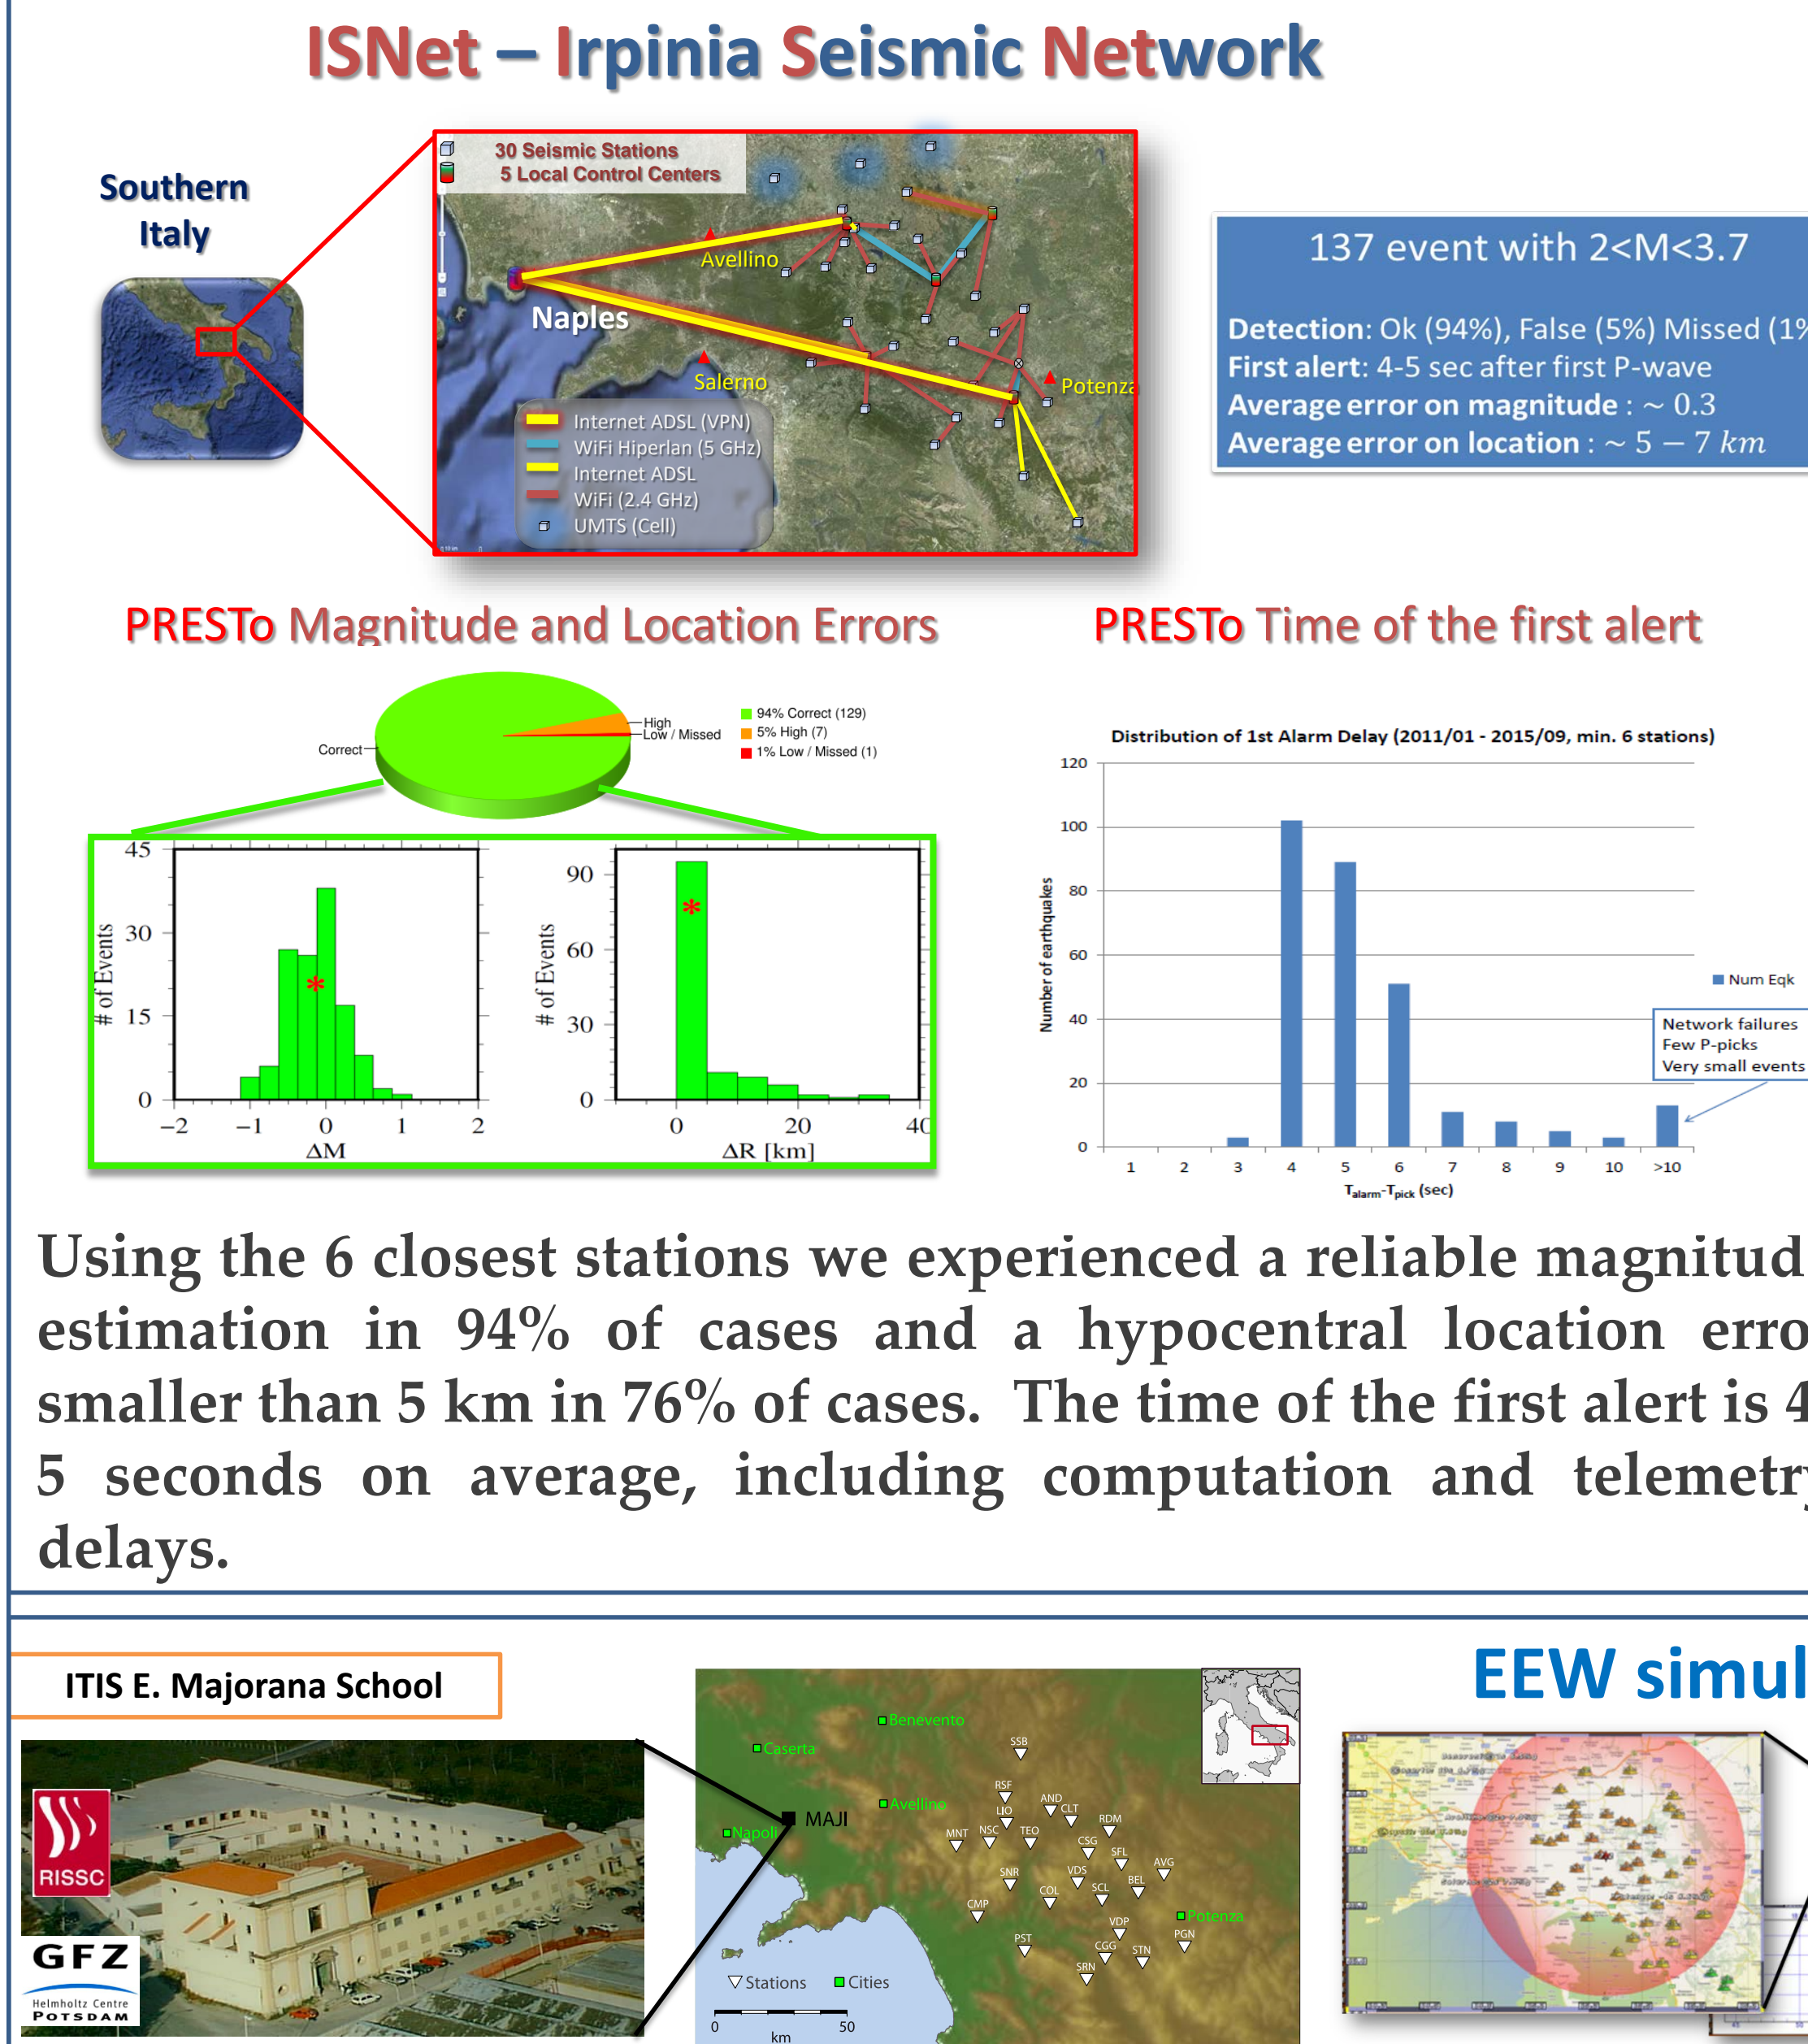 ISNet – Irpinia Seismic Network
Southern
Italy
30 Seismic Stations
5 Local Control Centers
Avellino
Naples
Salerno
Potenza
Internet ADSL (VPN)
WiFi Hiperlan (5 GHz)
Internet ADSL
WiFi (2.4 GHz)
UMTS (Cell)
137 event with 2<M<3.7
Detection: Ok (94%), False (5%) Missed (1%
First alert: 4-5 sec after first P-wave
Average error on magnitude : ~ 0.3
Average error on location : ~ 5 – 7 km
PRESTo Magnitude and Location Errors
Correct
High
Low / Missed
94% Correct (129)
5% High (7)
1% Low / Missed (1)
# of Events
45
30
15
0
−2 −1 0 1 2
ΔM
# of Events
90
60
30
0
0 20 40
ΔR [km]
PRESTo Time of the first alert
Distribution of 1st Alarm Delay (2011/01 - 2015/09, min. 6 stations)
Number of earthquakes
120
100
80
60
40
20
0
1 2 3 4 5 6 7 8 9 10 >10
Talarm-Tpick (sec)
Num Eqk
Network failures
Few P-picks
Very small events
Using the 6 closest stations we experienced a reliable magnitud
estimation in 94% of cases and a hypocentral location erro
smaller than 5 km in 76% of cases. The time of the first alert is 4
5 seconds on average, including computation and telemetry
delays.
ITIS E. Majorana School
RISSC
GFZ
Helmholtz Centre
POTSDAM
Benevento
Caserta
Avellino
MAJI
Napoli
Potenza
SSB
RSF
LIO
AND
CLT
RDM
MNT
NSC
TEO
CSG
SFL
AVG
SNR
VDS
BEL
COL
SCL
CMP
VDP
PGN
PST
CGG
STN
SRN
Stations
Cities
0 50
km
EEW simul